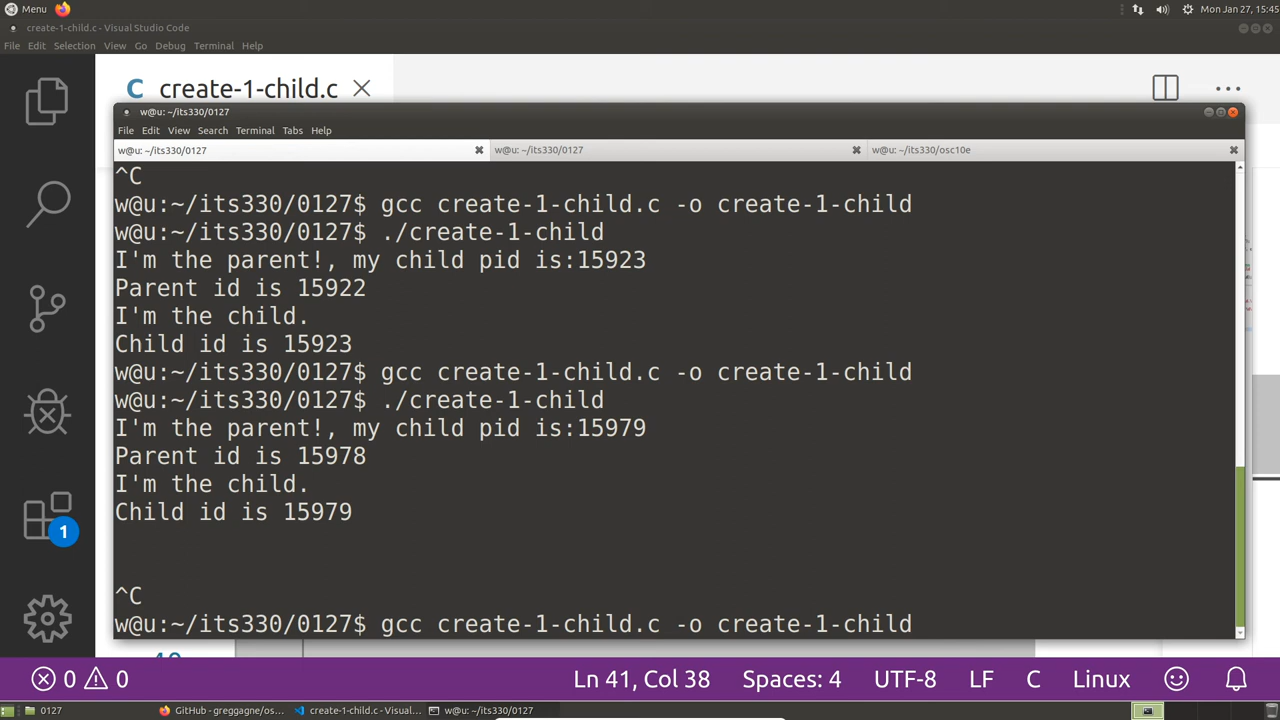 Menu
Mon Jan 27, 15:45
create-1-child.c - Visual Studio Code
File Edit Selection View Go Debug Terminal Help
C create-1-child.c
w@u: ~/its330/0127
File Edit View Search Terminal Tabs Help
w@u: ~/its330/0127 w@u: ~/its330/0127 w@u: ~/its330/osc10e
^C
w@u:~/its330/0127$ gcc create-1-child.c -o create-1-child
w@u:~/its330/0127$ ./create-1-child
I'm the parent!, my child pid is:15923
Parent id is 15922
I'm the child.
Child id is 15923
w@u:~/its330/0127$ gcc create-1-child.c -o create-1-child
w@u:~/its330/0127$ ./create-1-child
I'm the parent!, my child pid is:15979
Parent id is 15978
I'm the child.
Child id is 15979
^C
w@u:~/its330/0127$ gcc create-1-child.c -o create-1-child
1
0 0 Ln 41, Col 38 Spaces: 4 UTF-8 LF C Linux
0127 GitHub - greggagne/os... create-1-child.c - Visual... w@u: ~/its330/0127